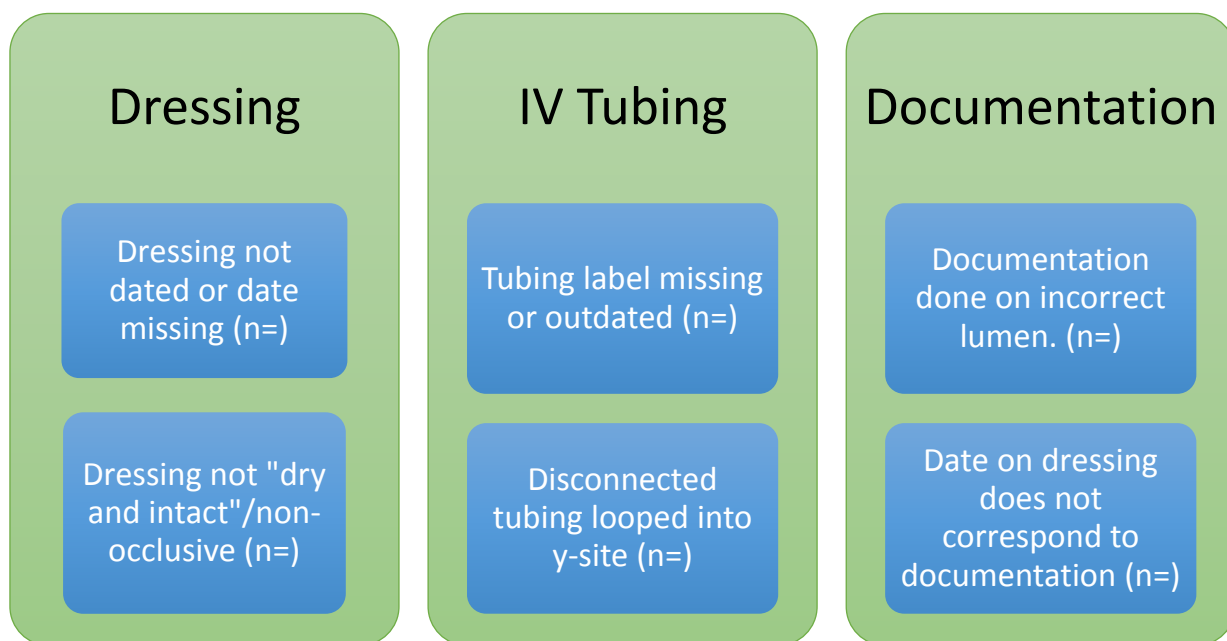 Dressing
Dressing not
dated or date
missing (n=)
Dressing not "dry
and intact"/non-
occlusive (n=)
IV Tubing
Tubing label missing
or outdated (n=)
Disconnected
tubing looped into
y-site (n=)
Documentation
Documentation
done on incorrect
lumen. (n=)
Date on dressing
does not
correspond to
documentation (n=)